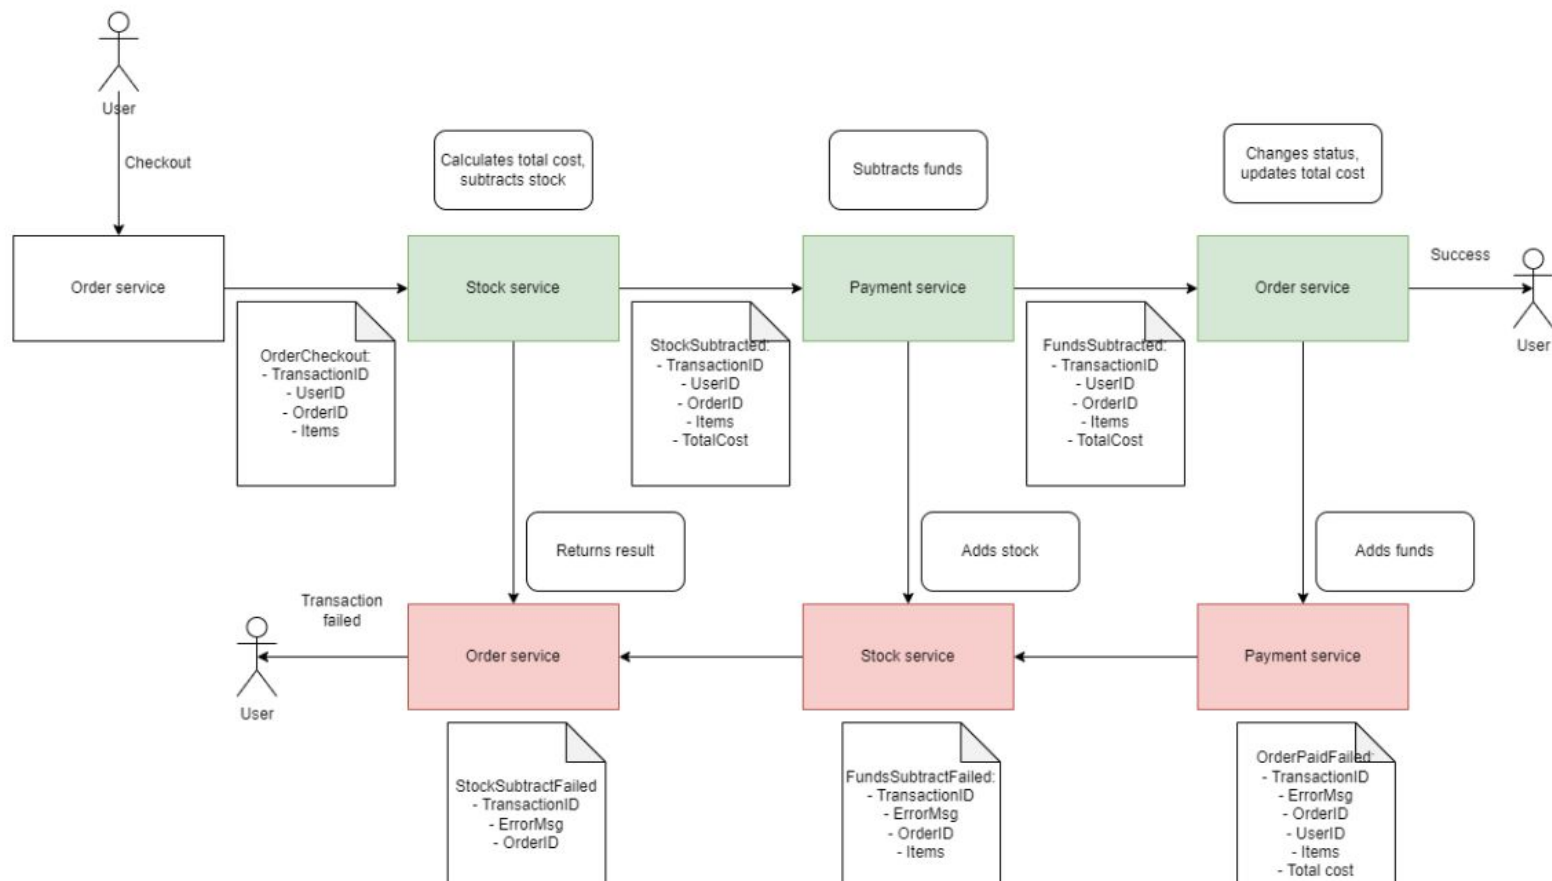 User
Checkout
Calculates total cost,
subtracts stock
Subtracts funds
Changes status,
updates total cost
Order service
Stock service
Payment service
Order service
Success
User
OrderCheckout:
- TransactionID
- UserID
- OrderID
- Items
StockSubtracted:
- TransactionID
- UserID
- OrderID
- Items
- TotalCost
FundsSubtracted:
- TransactionID
- UserID
- OrderID
- Items
- TotalCost
Returns result
Adds stock
Adds funds
Transaction
failed
User
Order service
Stock service
Payment service
StockSubtractFailed
- TransactionID
- ErrorMsg
- OrderID
FundsSubtractFailed:
- TransactionID
- ErrorMsg
- OrderID
- Items
OrderPaidFailed:
- TransactionID
- ErrorMsg
- OrderID
- UserID
- Items
- Total cost